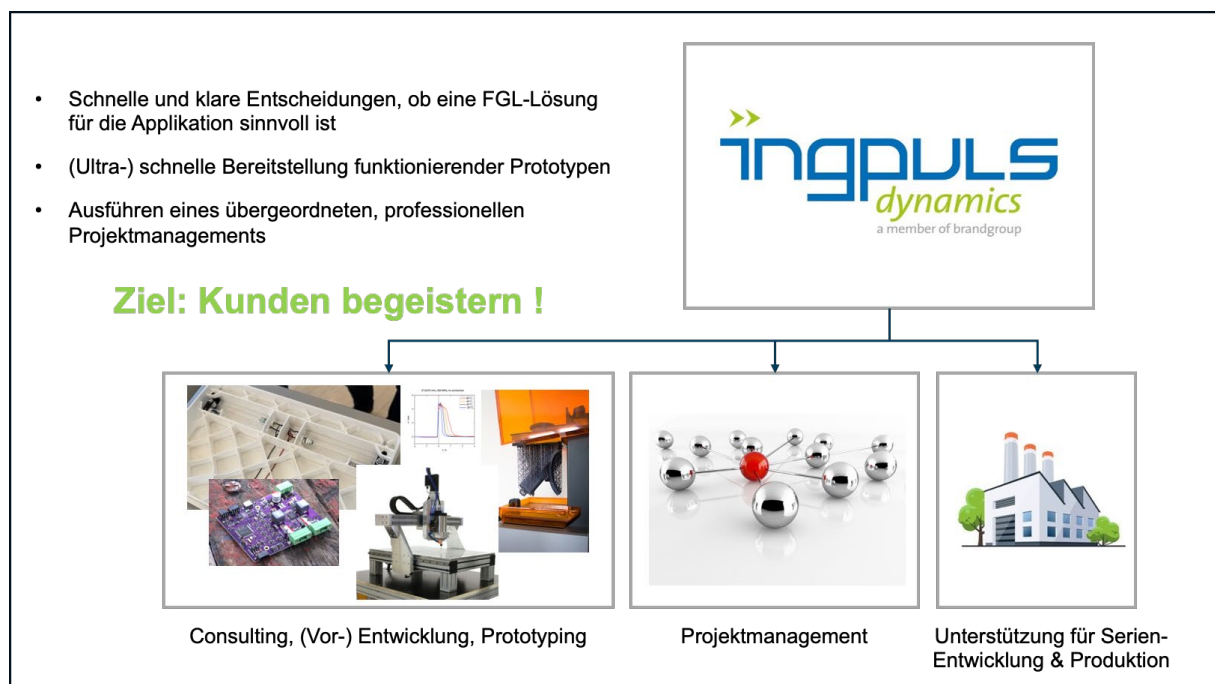 • Schnelle und klare Entscheidungen, ob eine FGL-Lösung
für die Applikation sinnvoll ist
• (Ultra-) schnelle Bereitstellung funktionierender Prototypen
• Ausführen eines übergeordneten, professionellen
Projektmanagements
Ziel: Kunden begeistern !
ingpuls
dynamics
a member of brandgroup
Consulting, (Vor-) Entwicklung, Prototyping
Projektmanagement
Unterstützung für Serien-
Entwicklung & Produktion